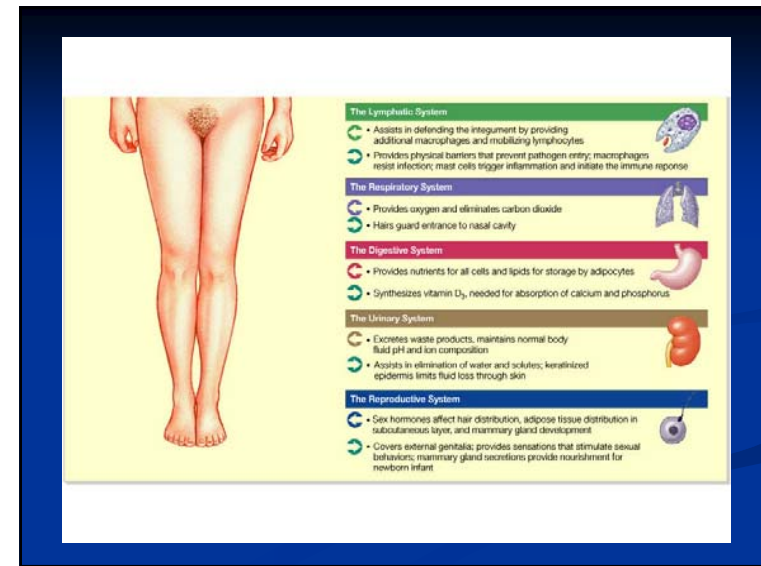 The Lymphatic System
• Assists in defending the integument by providing
additional macrophages and mobilizing lymphocytes
• Provides physical barriers that prevent pathogen entry; macrophages
resist infection; mast cells trigger inflammation and initiate the immune reponse
The Respiratory System
• Provides oxygen and eliminates carbon dioxide
• Hairs guard entrance to nasal cavity
The Digestive System
• Provides nutrients for all cells and lipids for storage by adipocytes
• Synthesizes vitamin D₃, needed for absorption of calcium and phosphorus
The Urinary System
• Excretes waste products, maintains normal body
fluid pH and ion composition
• Assists in elimination of water and solutes; keratinized
epidermis limits fluid loss through skin
The Reproductive System
• Sex hormones affect hair distribution, adipose tissue distribution in
subcutaneous layer, and mammary gland development
• Covers external genitalia; provides sensations that stimulate sexual
behaviors; mammary gland secretions provide nourishment for
newborn infant